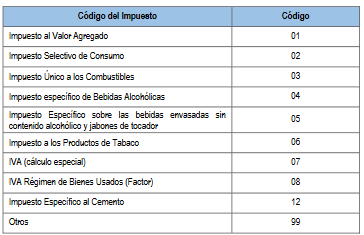 Código del Impuesto Código
Impuesto al Valor Agregado 01
Impuesto Selectivo de Consumo 02
Impuesto Único a los Combustibles 03
Impuesto específico de Bebidas Alcohólicas 04
Impuesto Específico sobre las bebidas envasadas sin
contenido alcohólico y jabones de tocador 05
Impuesto a los Productos de Tabaco 06
IVA (cálculo especial) 07
IVA Régimen de Bienes Usados (Factor) 08
Impuesto Específico al Cemento 12
Otros 99